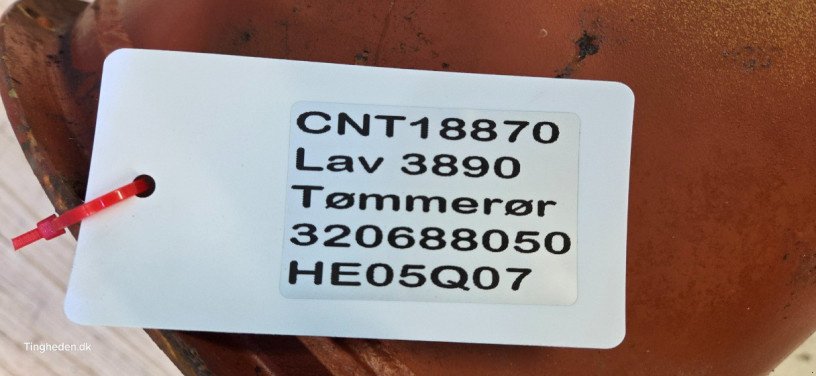 CNT18870
Lav 3890
Tømmerør
320688050
HE05Q07
Tingheden.dk